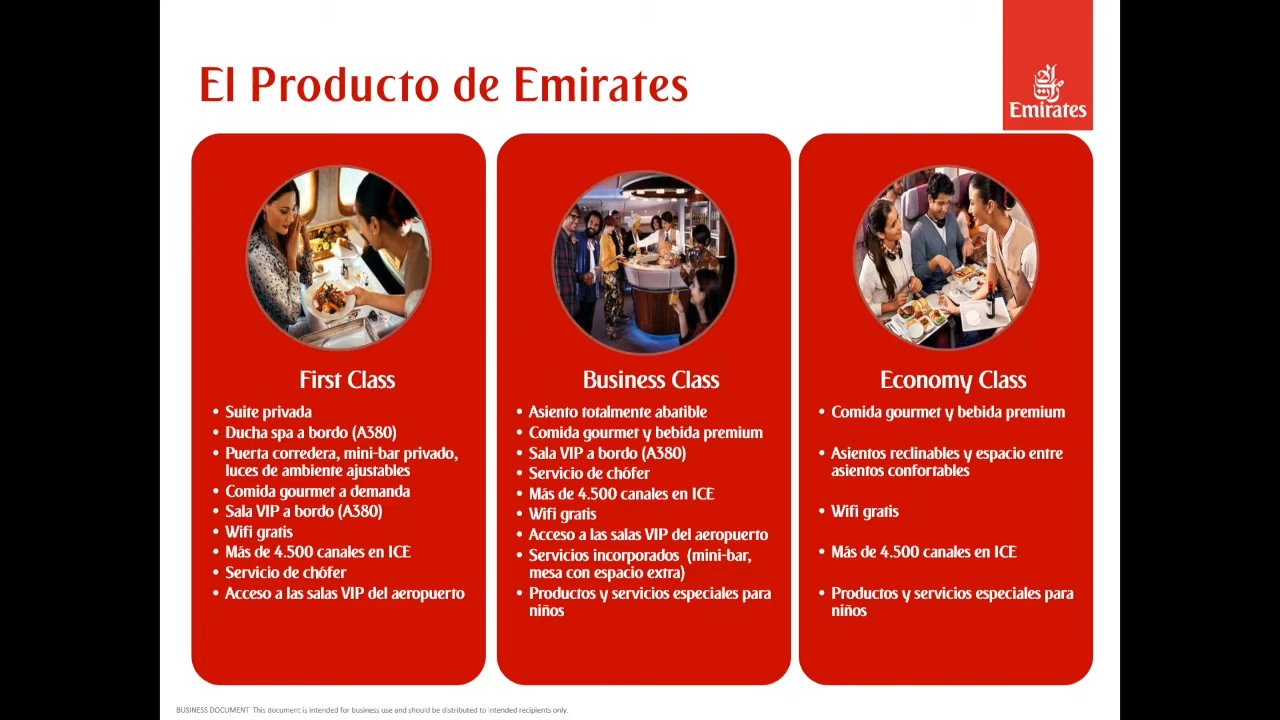 El Producto de Emirates
Emirates
First Class
• Suite privada
• Ducha spa a bordo (A380)
• Puerta corredera, mini-bar privado,
luces de ambiente ajustables
• Comida gourmet a demanda
• Sala VIP a bordo (A380)
• Wifi gratis
• Más de 4.500 canales en ICE
• Servicio de chófer
• Acceso a las salas VIP del aeropuerto
Business Class
• Asiento totalmente abatible
• Comida gourmet y bebida premium
• Sala VIP a bordo (A380)
• Servicio de chófer
• Más de 4.500 canales en ICE
• Wifi gratis
• Acceso a las salas VIP del aeropuerto
• Servicios incorporados (mini-bar,
mesa con espacio extra)
• Productos y servicios especiales para
niños
Economy Class
• Comida gourmet y bebida premium
• Asientos reclinables y espacio entre
asientos confortables
• Wifi gratis
• Más de 4.500 canales en ICE
• Productos y servicios especiales para
niños
BUSINESS DOCUMENT This document is intended for business use and should be distributed to intended recipients only.